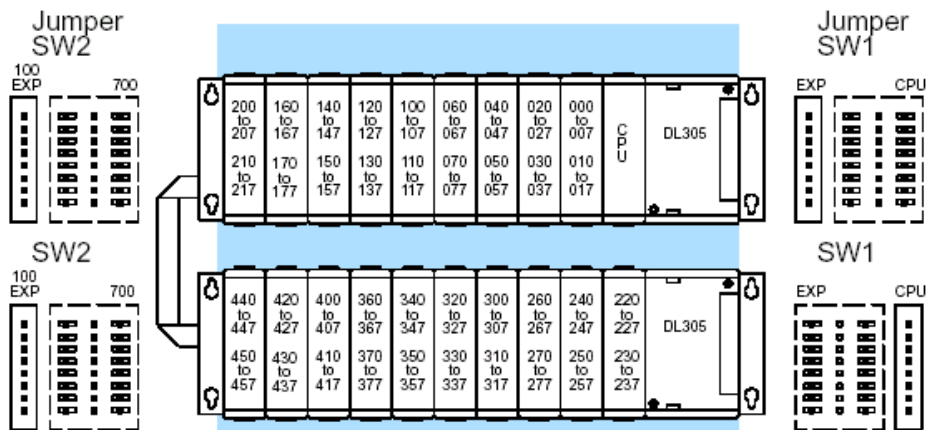 Jumper
SW2
100
EXP 700
Jumper
SW1
EXP CPU
200 160 140 120 100 060 040 020 000
to to to to to to to to to
207 167 147 127 107 067 047 027 007
210 170 150 130 110 070 050 030 010
to to to to to to to to to
217 177 157 137 117 077 057 037 017
CPU
DL305
SW2
100
EXP 700
SW1
EXP CPU
440 420 400 360 340 320 300 260 240 220
to to to to to to to to to to
447 427 407 367 347 327 307 267 247 227
450 430 410 370 350 330 310 270 250 230
to to to to to to to to to to
457 437 417 377 357 337 317 277 257 237
DL305